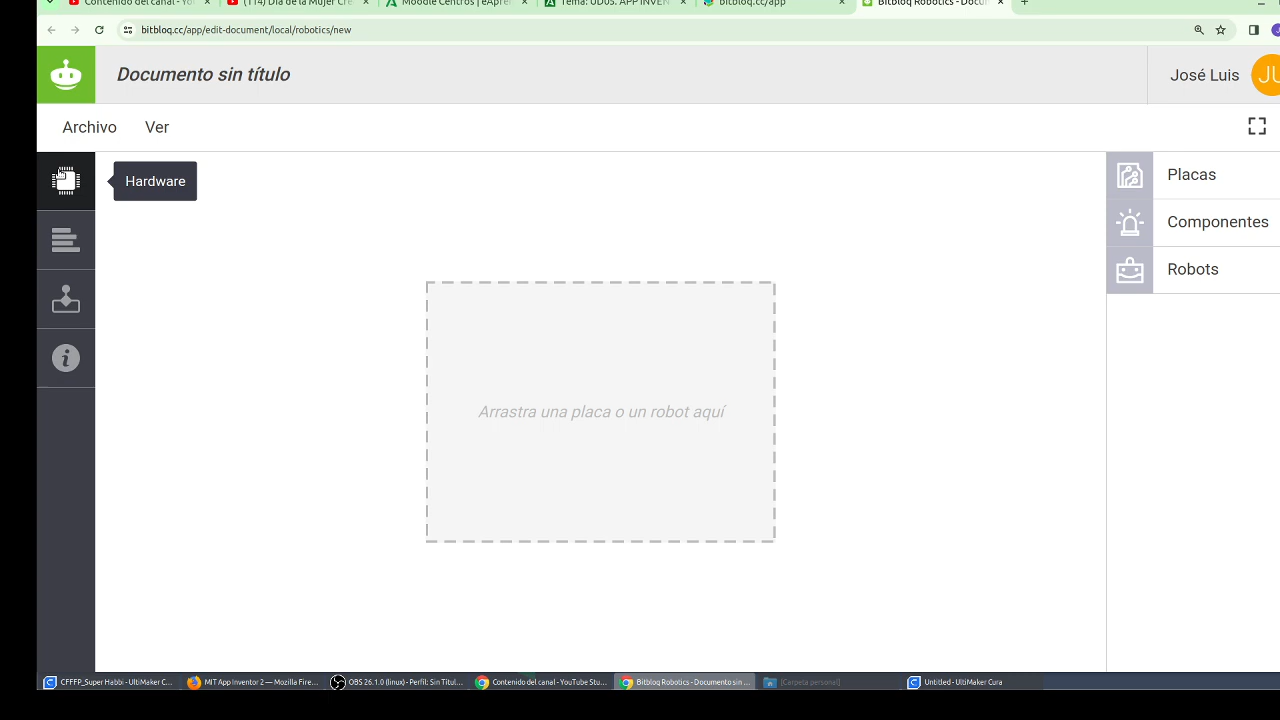 Contenido del canal - Yo
(114) Día de la Mujer Cre
Moodle Centros | eApre
Tema: UD05. APP INVEN
bitbloq.cc/app
Bitbloq Robotics - Docu
bitbloq.cc/app/edit-document/local/robotics/new
Documento sin título
José Luis
JU
Archivo
Ver
Hardware
Placas
Componentes
Robots
Arrastra una placa o un robot aquí
CFFFP_Super Habbi - UltiMaker C...
MIT App Inventor 2 — Mozilla Fire...
OBS 26.1.0 (linux) - Perfil: Sin Títul...
Contenido del canal - YouTube Stu...
Bitbloq Robotics - Documento sin ...
[Carpeta personal]
Untitled - UltiMaker Cura